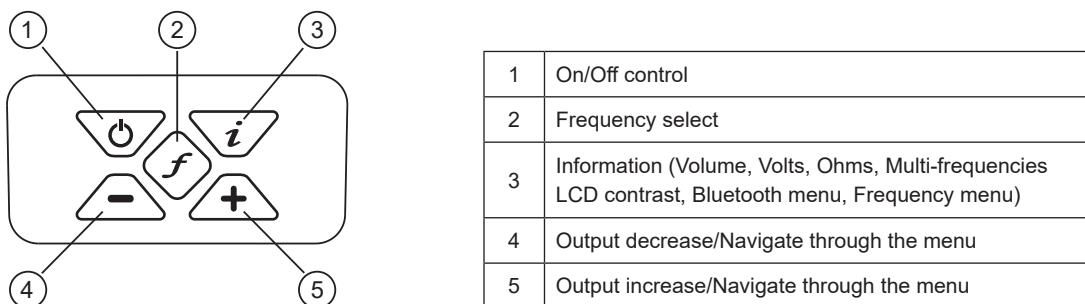 1 2 3
i
f
4 5
1 On/Off control
2 Frequency select
3 Information (Volume, Volts, Ohms, Multi-frequencies
LCD contrast, Bluetooth menu, Frequency menu)
4 Output decrease/Navigate through the menu
5 Output increase/Navigate through the menu